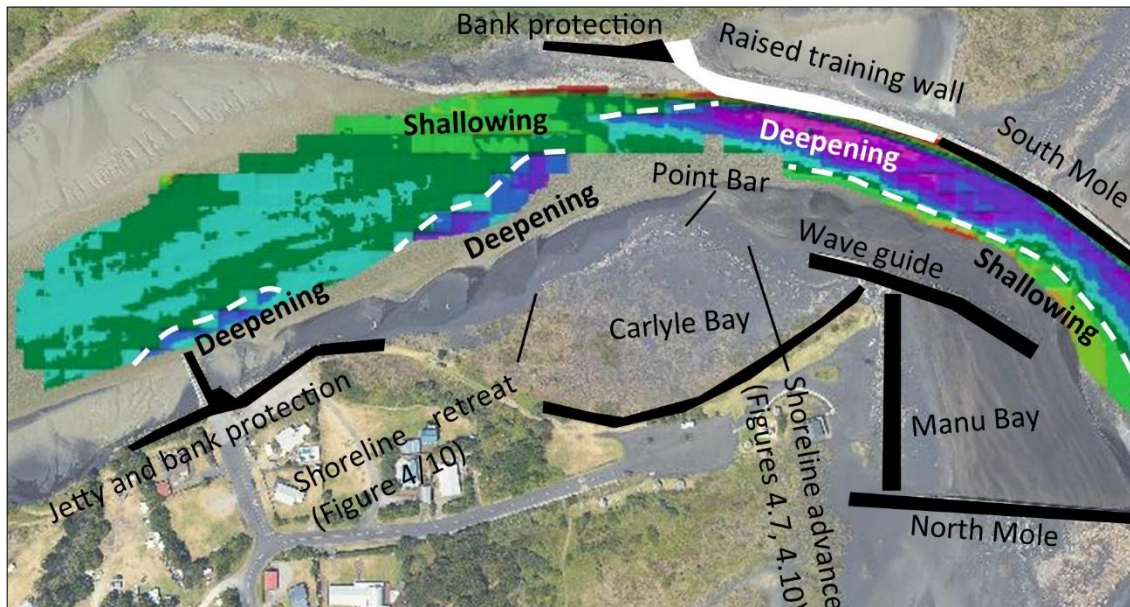 Bank protection
Raised training wall
South Mole
Shallowing
Deepening
Point Bar
Deepening
Wave guide
Shallowing
Deepening
Carlyle Bay
Jetty and bank protection
Shoreline retreat
(Figure 4/10)
Shoreline advance
(Figures 4.7, 4.10)
Manu Bay
North Mole